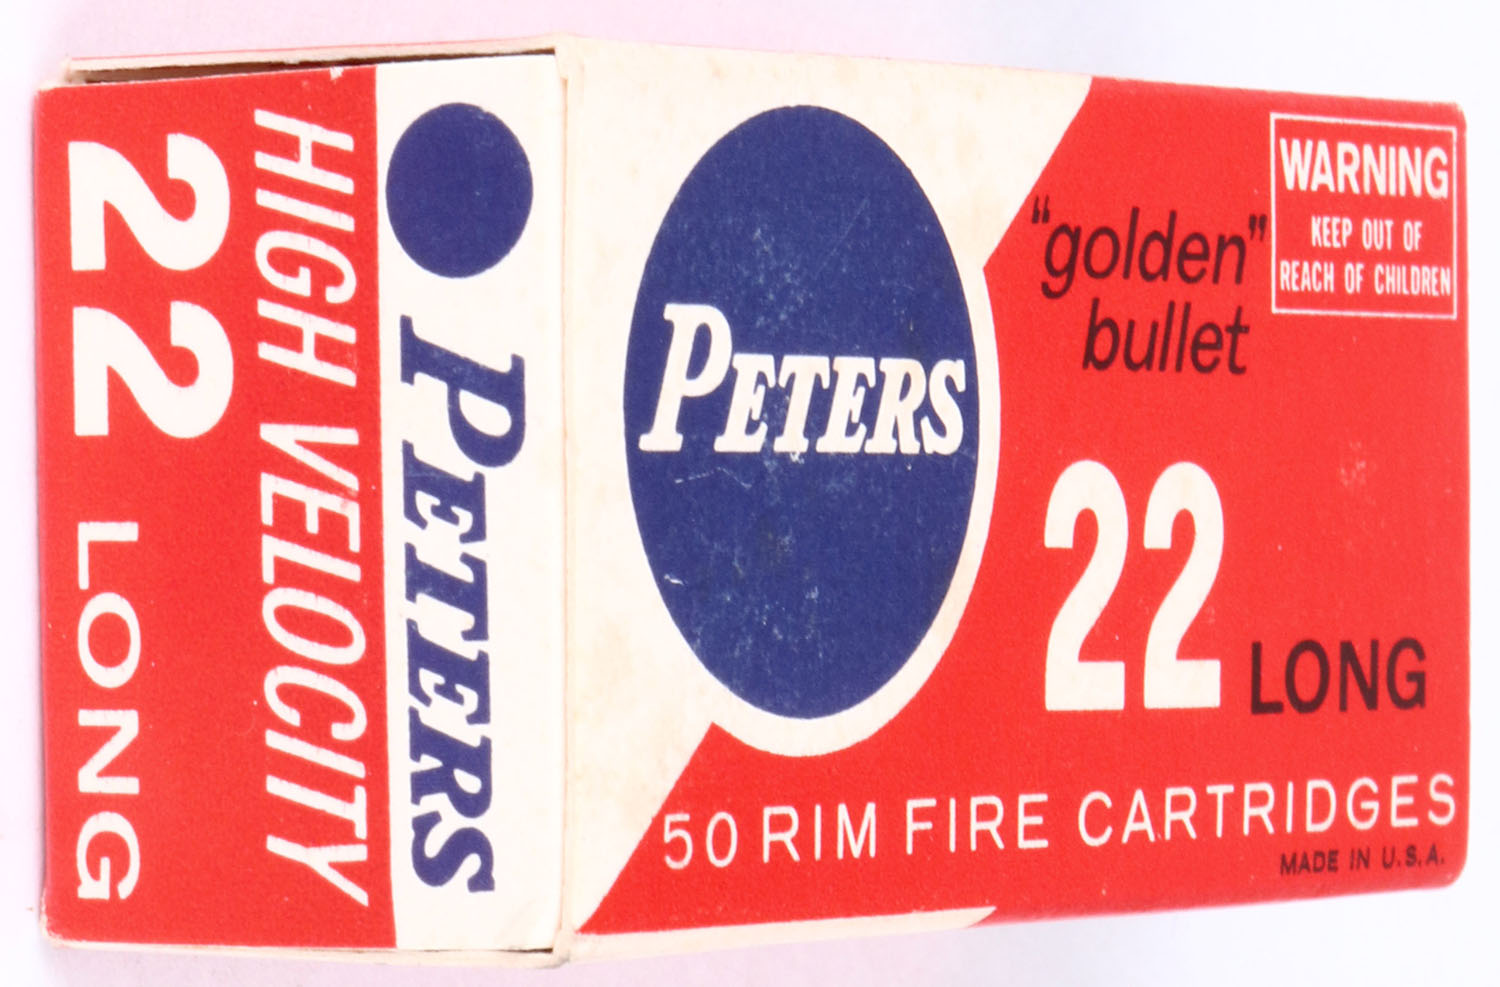 PETERS
HIGH VELOCITY
22 LONG
PETERS
"golden"
bullet
22 LONG
50 RIM FIRE CARTRIDGES
MADE IN U.S.A.
WARNING
KEEP OUT OF
REACH OF CHILDREN